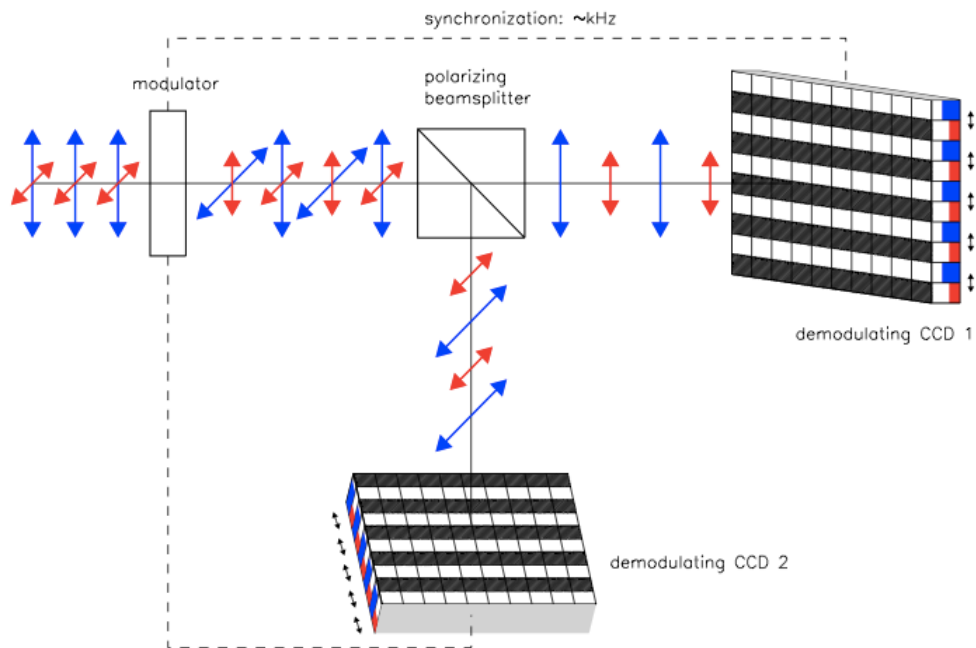 synchronization: ~kHz
modulator
polarizing
beamsplitter
demodulating CCD 1
demodulating CCD 2